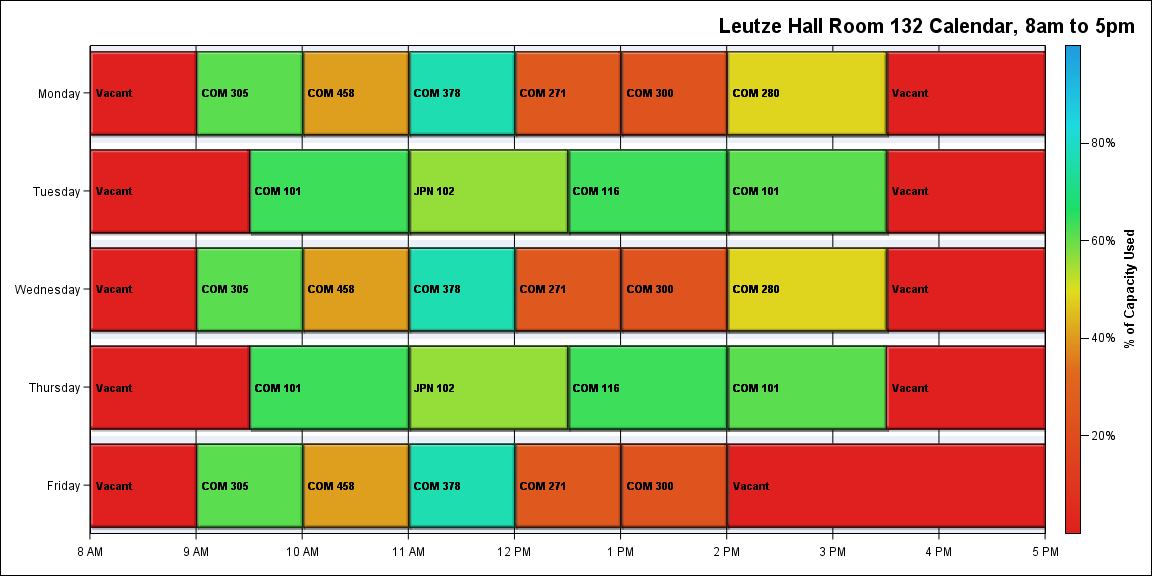 Leutze Hall Room 132 Calendar, 8am to 5pm
Monday
Vacant
COM 305
COM 458
COM 378
COM 271
COM 300
COM 280
Vacant
Tuesday
Vacant
COM 101
JPN 102
COM 116
COM 101
Vacant
Wednesday
Vacant
COM 305
COM 458
COM 378
COM 271
COM 300
COM 280
Vacant
Thursday
Vacant
COM 101
JPN 102
COM 116
COM 101
Vacant
Friday
Vacant
COM 305
COM 458
COM 378
COM 271
COM 300
Vacant
8 AM
9 AM
10 AM
11 AM
12 PM
1 PM
2 PM
3 PM
4 PM
5 PM
80%
60%
40%
20%
% of Capacity Used